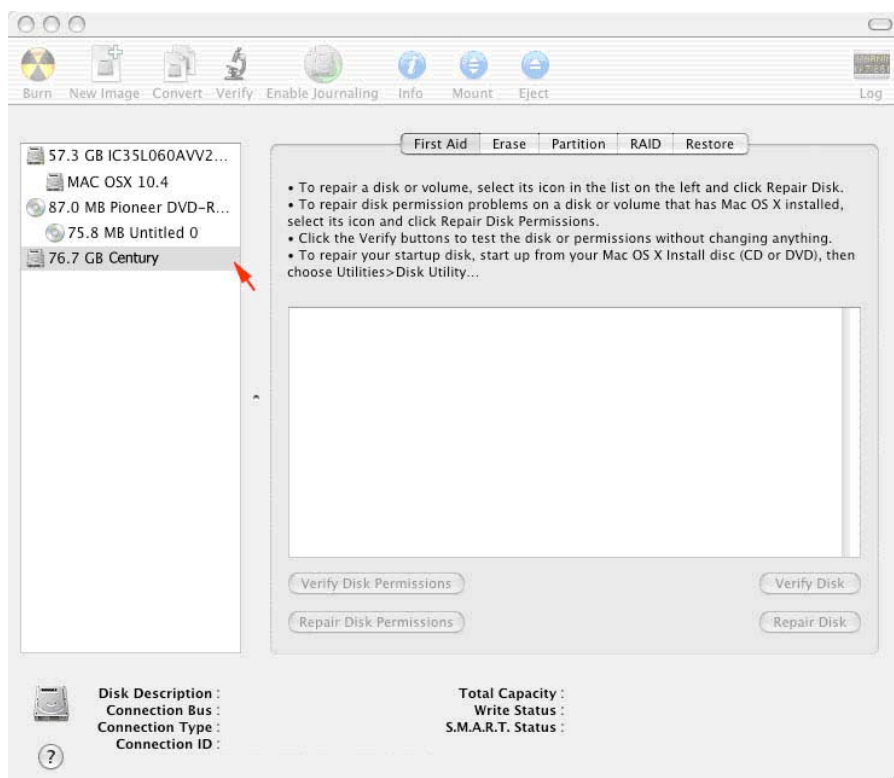 Burn New Image Convert Verify Enable Journaling Info Mount Eject Log
57.3 GB IC35L060AVV2...
MAC OSX 10.4
87.0 MB Pioneer DVD-R...
75.8 MB Untitled 0
76.7 GB Century
First Aid Erase Partition RAID Restore
• To repair a disk or volume, select its icon in the list on the left and click Repair Disk.
• To repair disk permission problems on a disk or volume that has Mac OS X installed,
select its icon and click Repair Disk Permissions.
• Click the Verify buttons to test the disk or permissions without changing anything.
• To repair your startup disk, start up from your Mac OS X Install disc (CD or DVD), then
choose Utilities>Disk Utility...
Verify Disk Permissions Verify Disk
Repair Disk Permissions Repair Disk
Disk Description : Total Capacity :
Connection Bus : Write Status :
Connection Type : S.M.A.R.T. Status :
Connection ID :
?